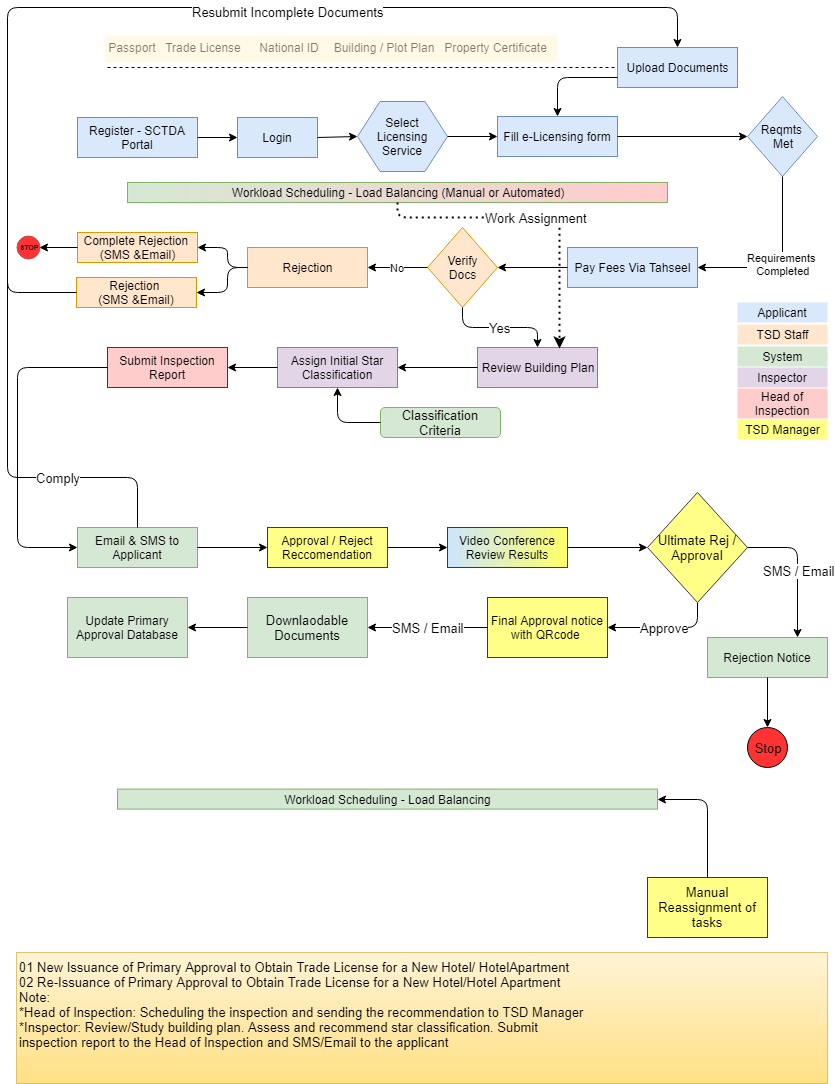 Resubmit Incomplete Documents
Passport Trade License National ID Building / Plot Plan Property Certificate
Upload Documents
Register - SCTDA
Portal
Login
Select
Licensing
Service
Fill e-Licensing form
Reqmts
Met
Workload Scheduling - Load Balancing (Manual or Automated)
Work Assignment
STOP
Complete Rejection
(SMS &Email)
Rejection
(SMS &Email)
Rejection
No
Verify
Docs
Pay Fees Via Tahseel
Requirements
Completed
Yes
Applicant
TSD Staff
System
Inspector
Head of
Inspection
TSD Manager
Submit Inspection
Report
Assign Initial Star
Classification
Review Building Plan
Classification
Criteria
Comply
Email & SMS to
Applicant
Approval / Reject
Reccomendation
Video Conference
Review Results
Ultimate Rej /
Approval
SMS / Email
Update Primary
Approval Database
Downlaodable
Documents
SMS / Email
Final Approval notice
with QRcode
Approve
Rejection Notice
Stop
Workload Scheduling - Load Balancing
Manual
Reassignment of
tasks
01 New Issuance of Primary Approval to Obtain Trade License for a New Hotel/ HotelApartment
02 Re-Issuance of Primary Approval to Obtain Trade License for a New Hotel/Hotel Apartment
Note:
*Head of Inspection: Scheduling the inspection and sending the recommendation to TSD Manager
*Inspector: Review/Study building plan. Assess and recommend star classification. Submit
inspection report to the Head of Inspection and SMS/Email to the applicant